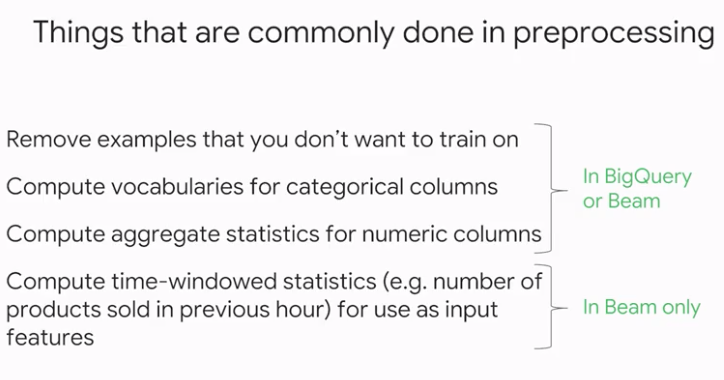 Things that are commonly done in preprocessing
Remove examples that you don't want to train on
Compute vocabularies for categorical columns
Compute aggregate statistics for numeric columns
In BigQuery
or Beam
Compute time-windowed statistics (e.g. number of
products sold in previous hour) for use as input
features
In Beam only